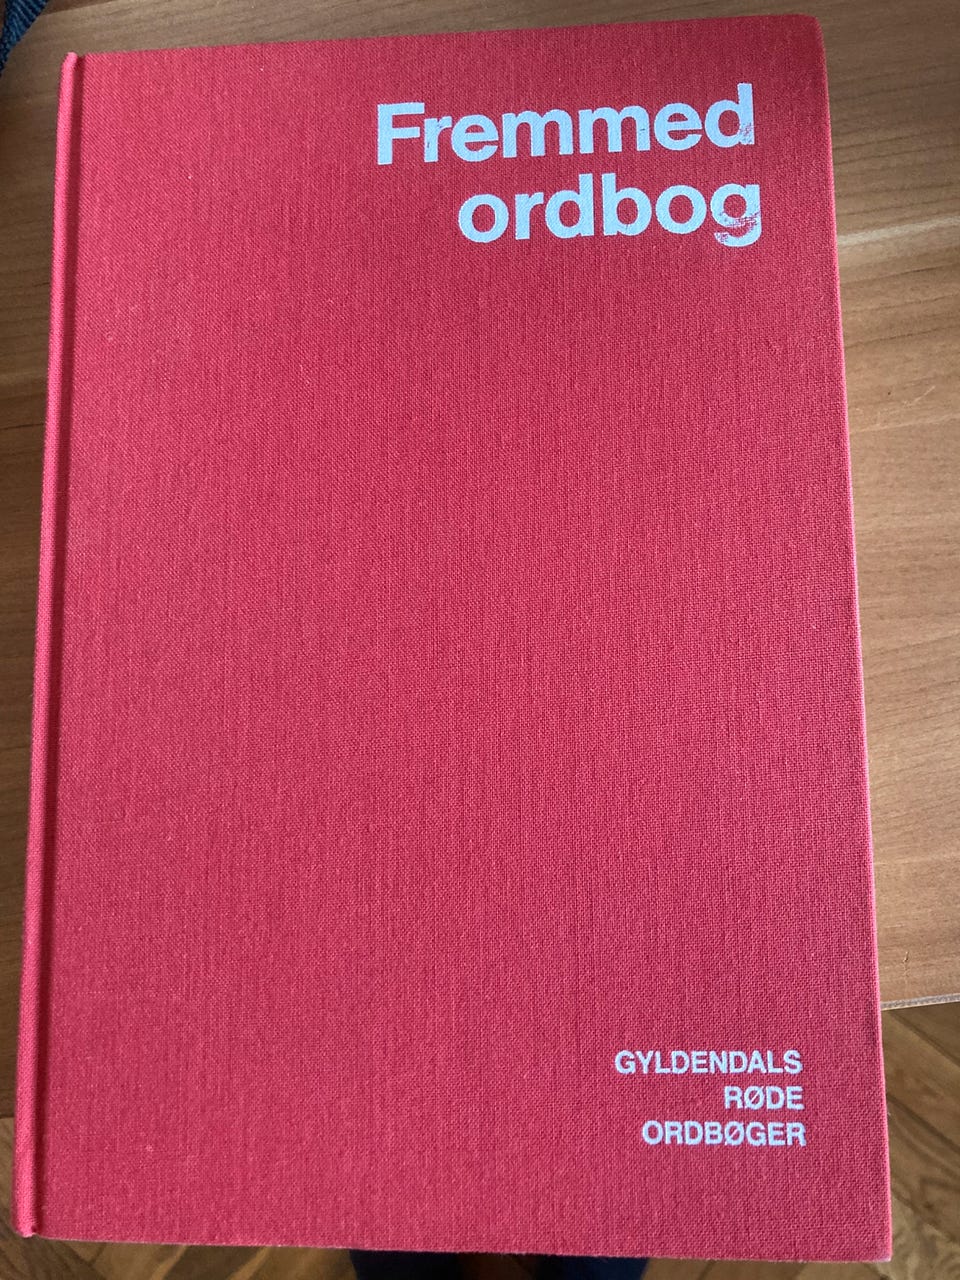 Fremmed
ordbog
GYLDENDALS
RØDE
ORDBØGER